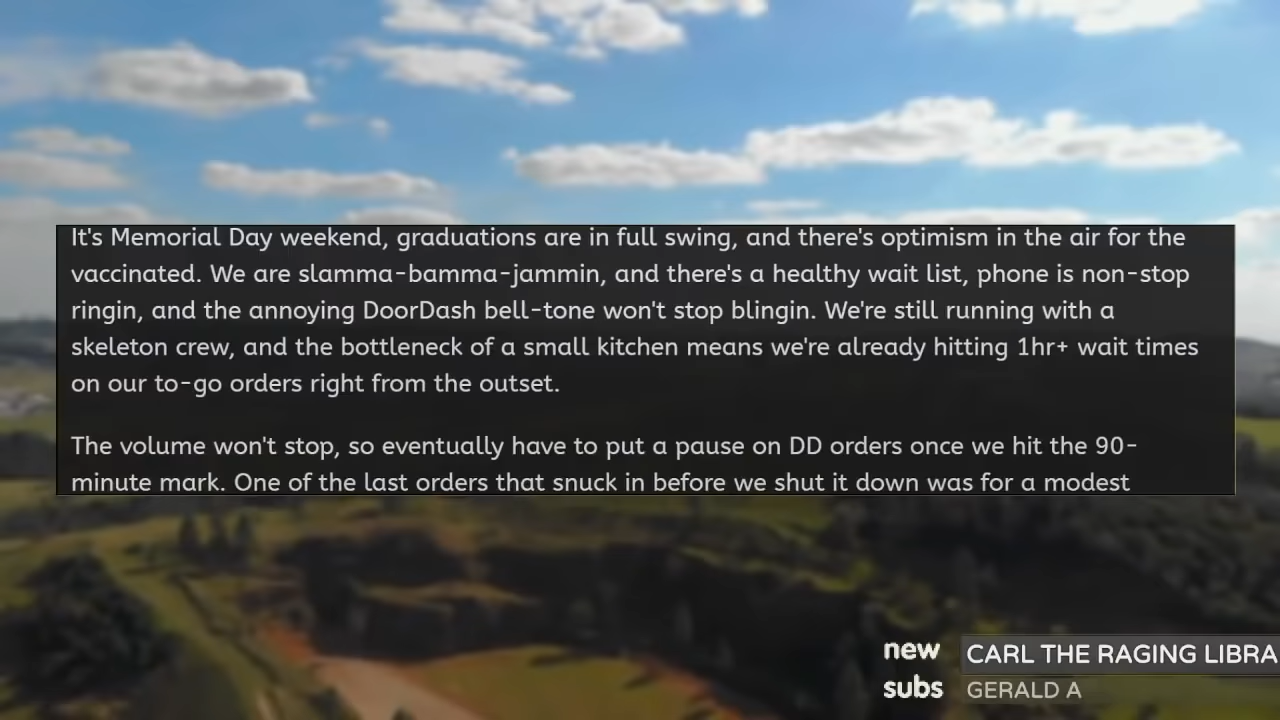 It's Memorial Day weekend, graduations are in full swing, and there's optimism in the air for the
vaccinated. We are slamma-bamma-jammin, and there's a healthy wait list, phone is non-stop
ringin, and the annoying DoorDash bell-tone won't stop blingin. We're still running with a
skeleton crew, and the bottleneck of a small kitchen means we're already hitting 1hr+ wait times
on our to-go orders right from the outset.
The volume won't stop, so eventually have to put a pause on DD orders once we hit the 90-
minute mark. One of the last orders that snuck in before we shut it down was for a modest
new
subs
CARL THE RAGING LIBRA
GERALD A